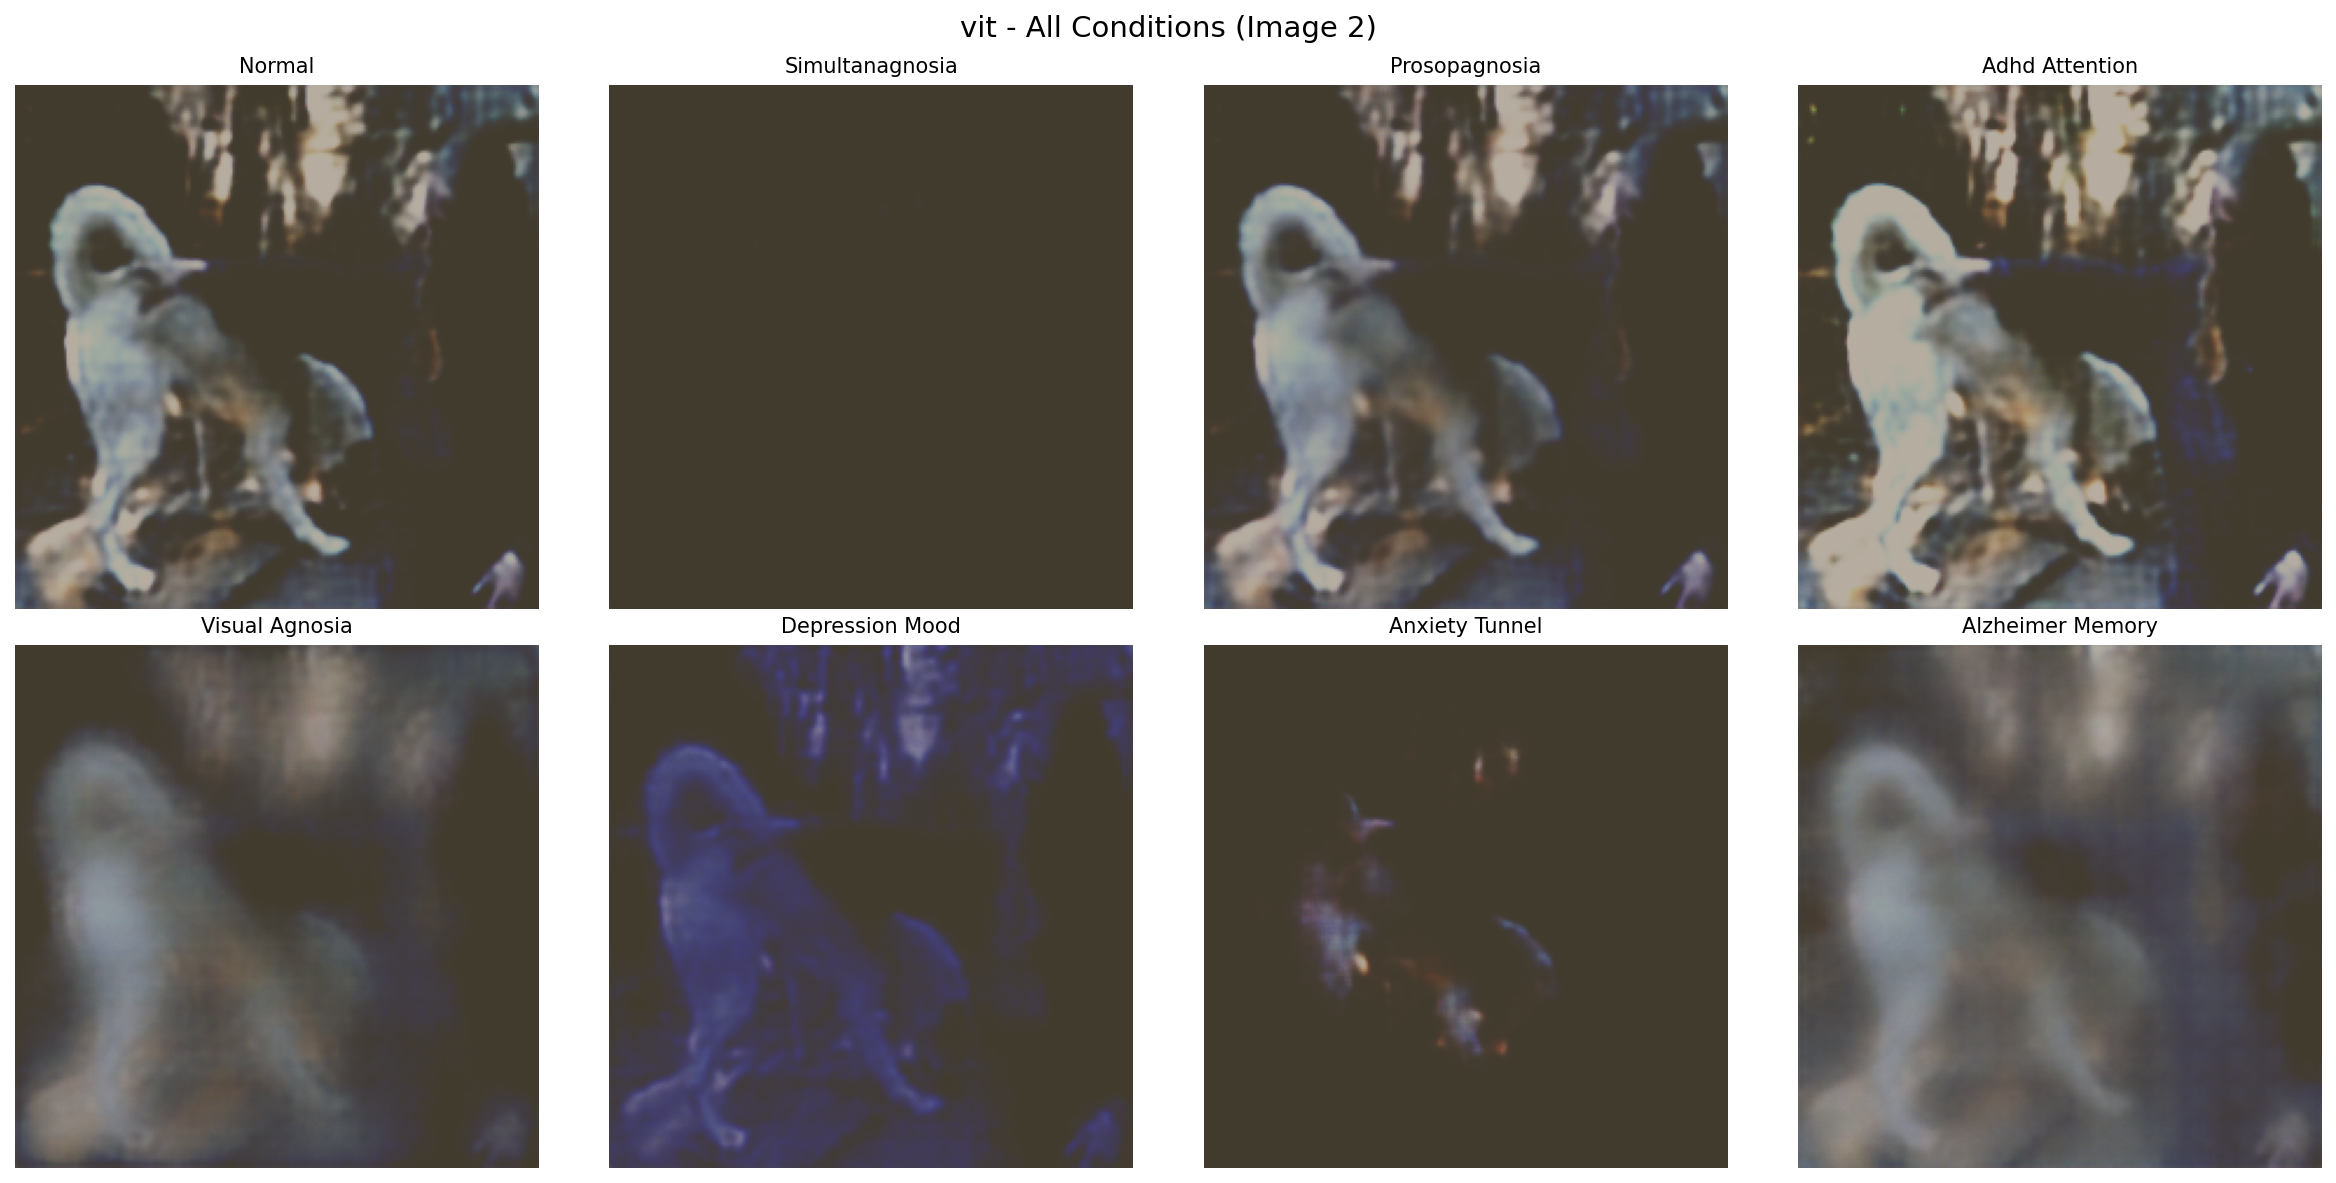 vit - All Conditions (Image 2)
Normal
Simultanagnosia
Prosopagnosia
Adhd Attention
Visual Agnosia
Depression Mood
Anxiety Tunnel
Alzheimer Memory